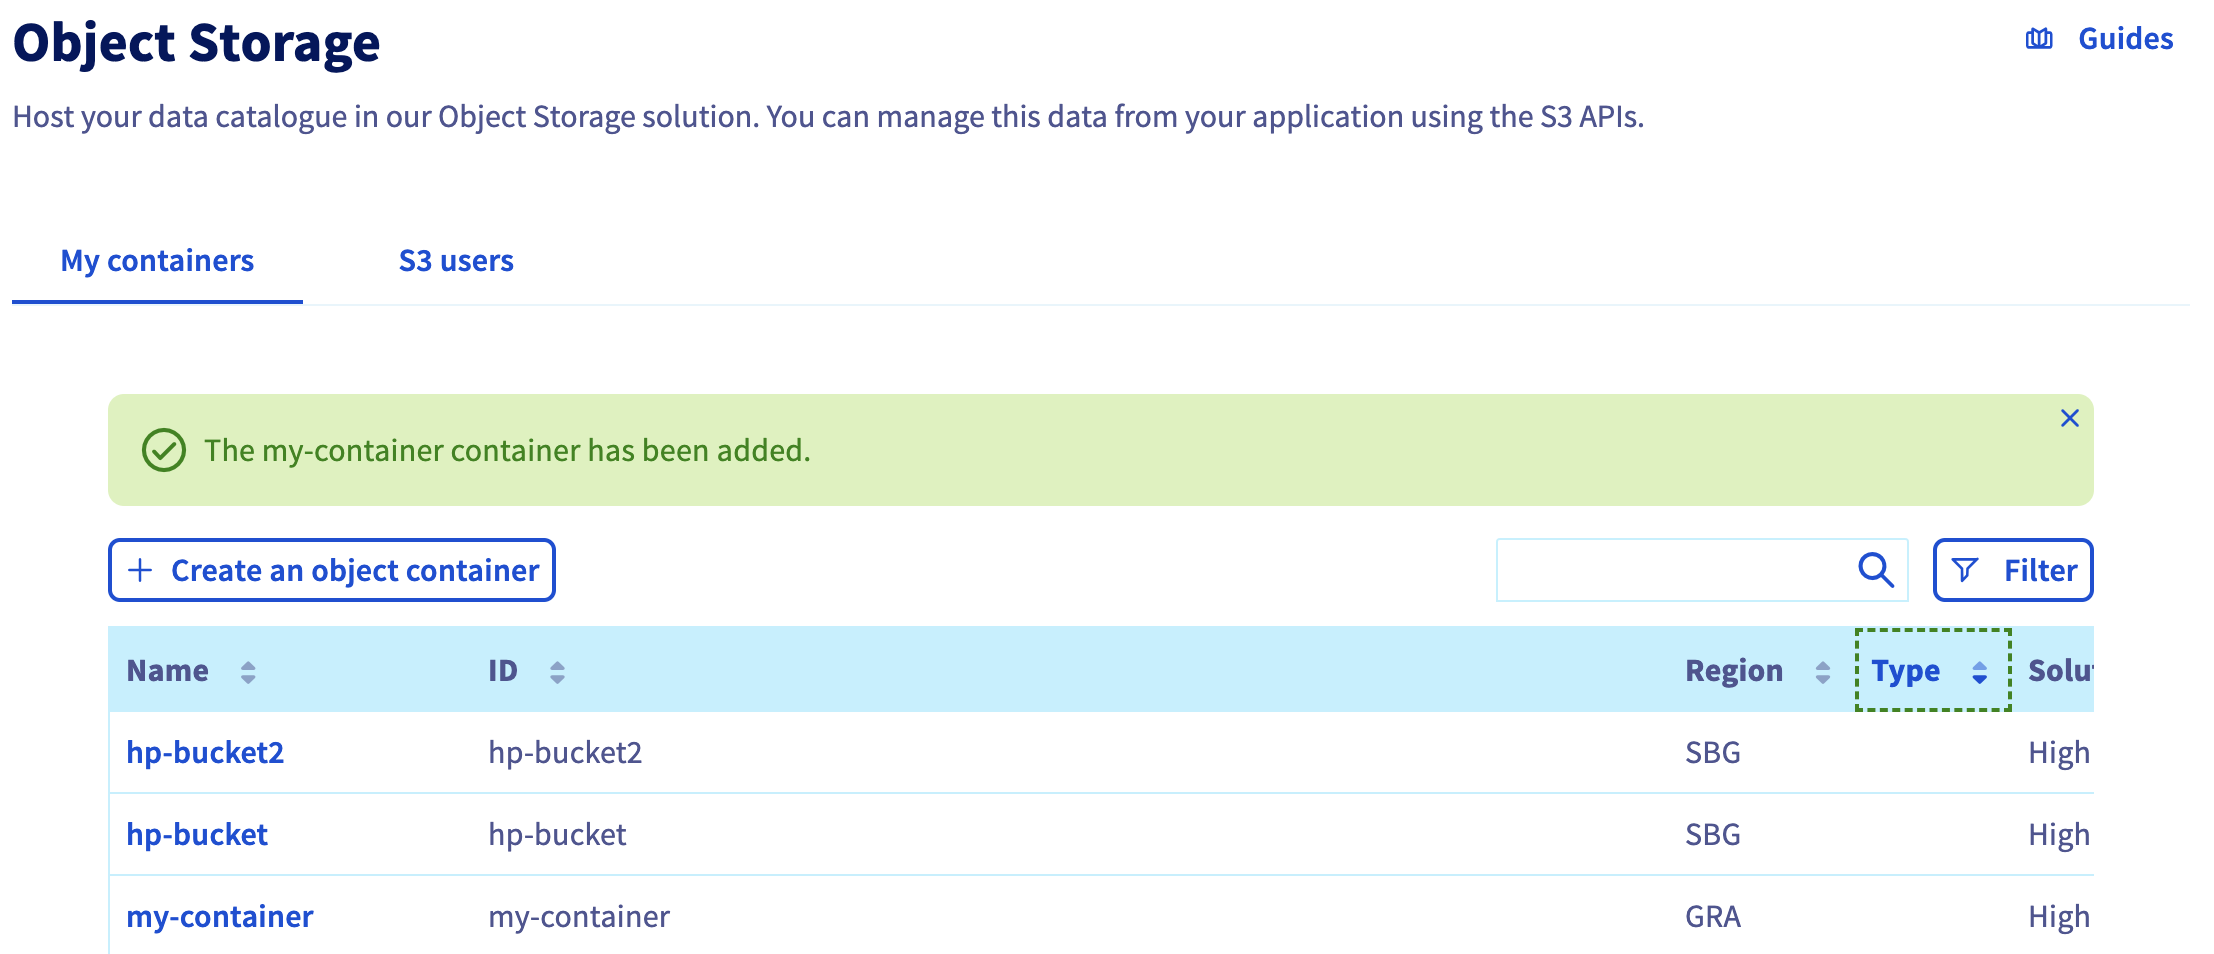 Object Storage
Guides
Host your data catalogue in our Object Storage solution. You can manage this data from your application using the S3 APIs.
My containers S3 users
The my-container container has been added.
Create an object container Filter
Name ID Region Type Solu
hp-bucket2 hp-bucket2 SBG High
hp-bucket hp-bucket SBG High
my-container my-container GRA High